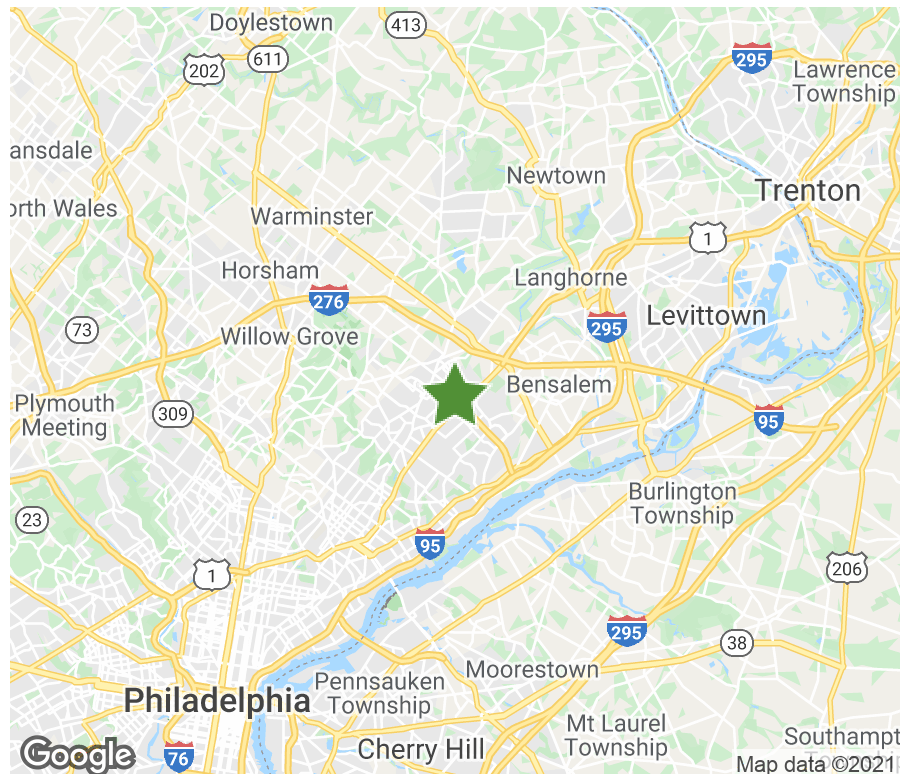 Doylestown
413
202
611
295
Lawrence
Township
ansdale
Newtown
Trenton
orth Wales
Warminster
1
Horsham
Langhorne
276
295
Levittown
73
Willow Grove
Bensalem
Plymouth
Meeting
309
95
Burlington
Township
23
95
1
206
295
38
Moorestown
Pennsauken
Township
Philadelphia
Mt Laurel
Township
Cherry Hill
76
Southampt
Township
Google
Map data ©2021